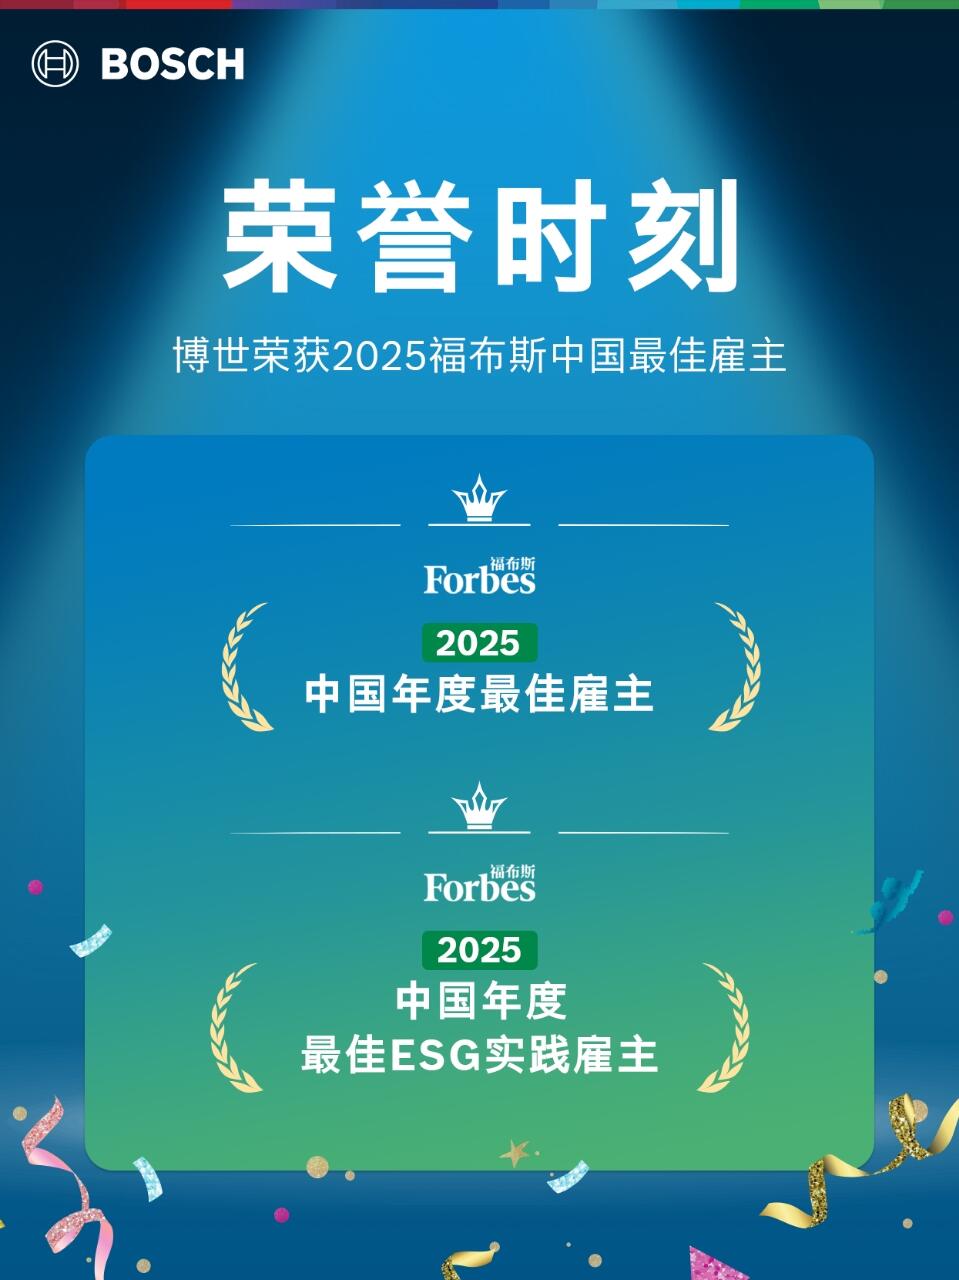 BOSCH
荣誉时刻
博世荣获2025福布斯中国最佳雇主
福布斯
Forbes
2025
中国年度最佳雇主
福布斯
Forbes
2025
中国年度
最佳ESG实践雇主